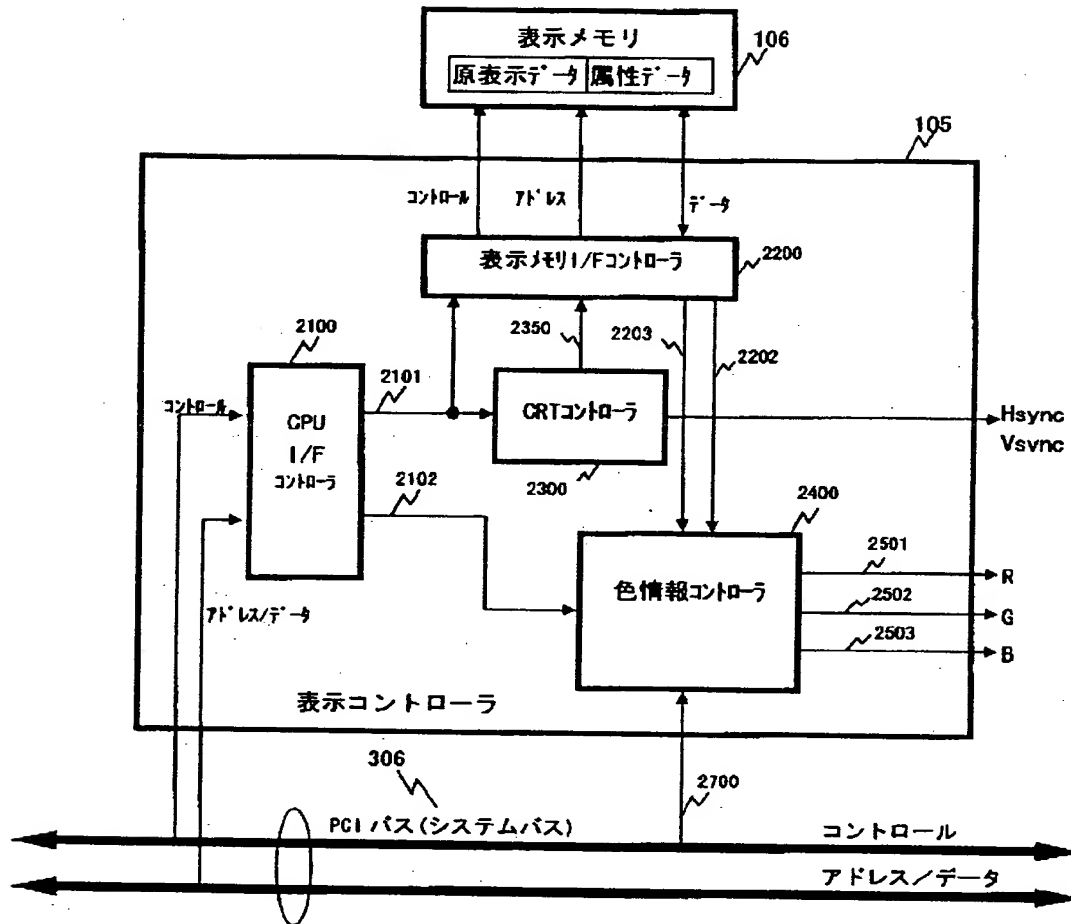 表示メモリ
106
原表示データ 属性データ
105
コントロール
アドレス
データ
表示メモリI/Fコントローラ
2200
2100
2350
2203
2202
2101
コントロール
CPU
I/F
コントローラ
CRTコントローラ
Hsync
Vsvnc
2300
2102
2400
2501
R
色情報コントローラ
2502
G
2503
B
アドレス/データ
表示コントローラ
306
2700
PCIバス(システムバス)
コントロール
アドレス/データ